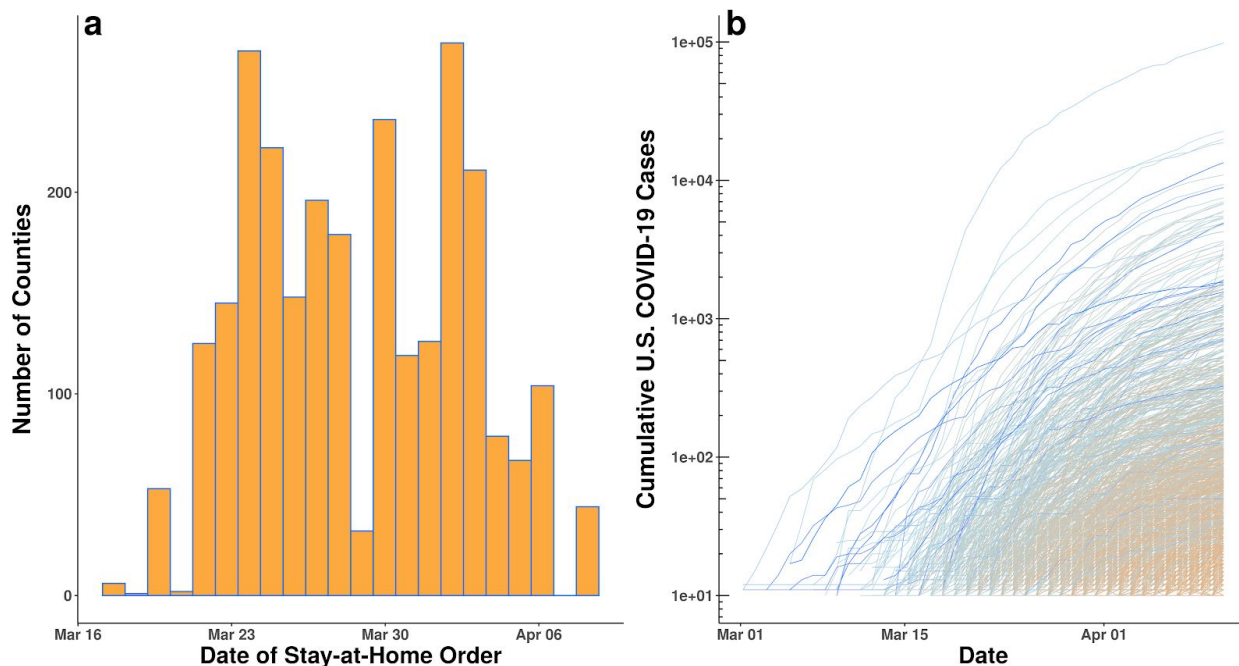 a
Number of Counties
200
100
0
Mar 16
Mar 23
Mar 30
Apr 06
Date of Stay-at-Home Order
b
Cumulative U.S. COVID-19 Cases
1e+05
1e+04
1e+03
1e+02
1e+01
Mar 01
Mar 15
Apr 01
Date